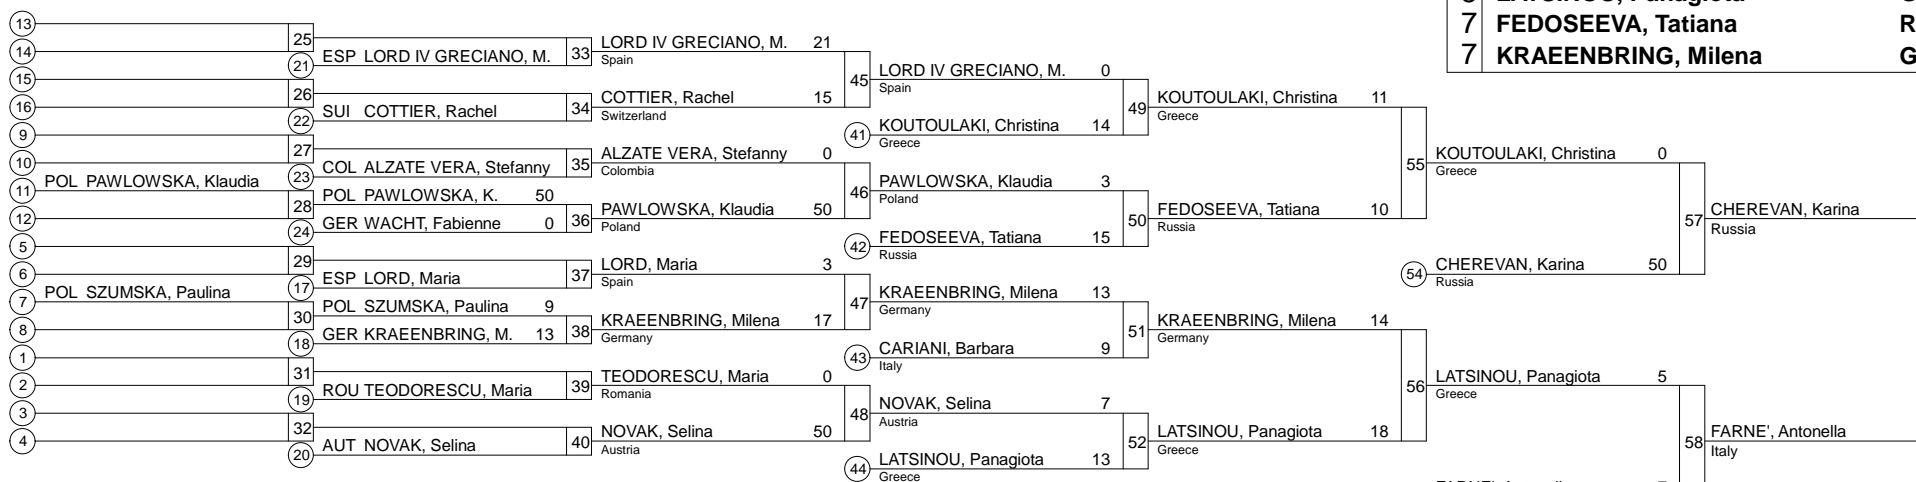 LATSINOU, Panagiota
7 FEDOSEEVA, Tatiana R
7 KRAEENBRING, Milena G
13
14
15
16
9
10
11
12
5
6
7
8
1
2
3
4
POL PAWLOWSKA, Klaudia
POL SZUMSKA, Paulina
25
21
26
22
27
23
28
24
29
17
30
18
31
19
32
20
ESP LORD IV GRECIANO, M.
SUI COTTIER, Rachel
COL ALZATE VERA, Stefanny
POL PAWLOWSKA, K. 50
GER WACHT, Fabienne 0
ESP LORD, Maria
POL SZUMSKA, Paulina 9
GER KRAEENBRING, M. 13
ROU TEODORESCU, Maria
AUT NOVAK, Selina
33
34
35
36
37
38
39
40
LORD IV GRECIANO, M. 21
Spain
COTTIER, Rachel 15
Switzerland
ALZATE VERA, Stefanny 0
Colombia
PAWLOWSKA, Klaudia 50
Poland
LORD, Maria 3
Spain
KRAEENBRING, Milena 17
Germany
TEODORESCU, Maria 0
Romania
NOVAK, Selina 50
Austria
45
41
46
42
47
43
48
44
LORD IV GRECIANO, M. 0
Spain
KOUTOULAKI, Christina 14
Greece
PAWLOWSKA, Klaudia 3
Poland
FEDOSEEVA, Tatiana 15
Russia
KRAEENBRING, Milena 13
Germany
CARIANI, Barbara 9
Italy
NOVAK, Selina 7
Austria
LATSINOU, Panagiota 13
Greece
49
50
51
52
KOUTOULAKI, Christina 11
Greece
FEDOSEEVA, Tatiana 10
Russia
KRAEENBRING, Milena 14
Germany
LATSINOU, Panagiota 18
Greece
55
54
56
KOUTOULAKI, Christina 0
Greece
CHEREVAN, Karina 50
Russia
LATSINOU, Panagiota 5
Greece
57
58
CHEREVAN, Karina
Russia
FARNE', Antonella
Italy